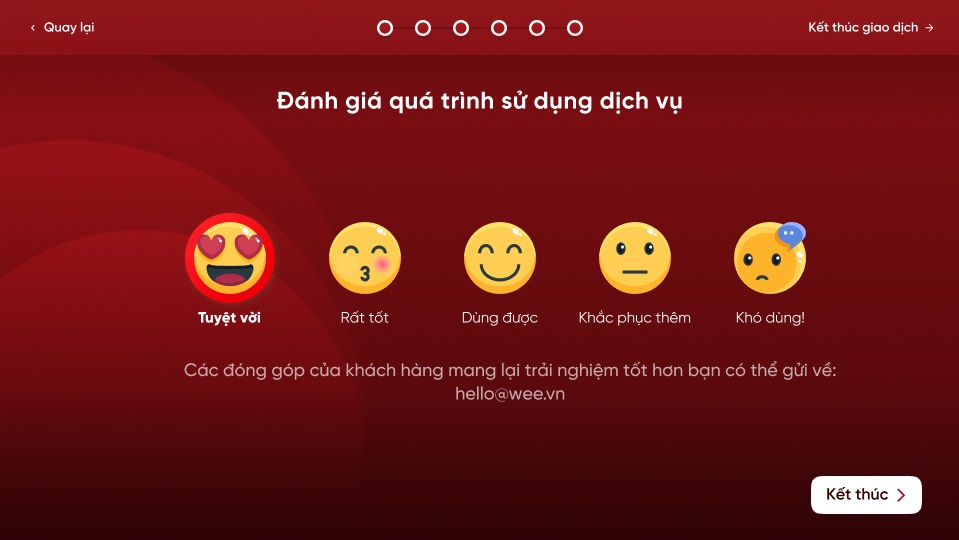 Quay lại
Kết thúc giao dịch
Đánh giá quá trình sử dụng dịch vụ
Tuyệt vời
Rất tốt
Dùng được
Khắc phục thêm
Khó dùng!
Các đóng góp của khách hàng mang lại trải nghiệm tốt hơn bạn có thể gửi về:
hello@wee.vn
Kết thúc